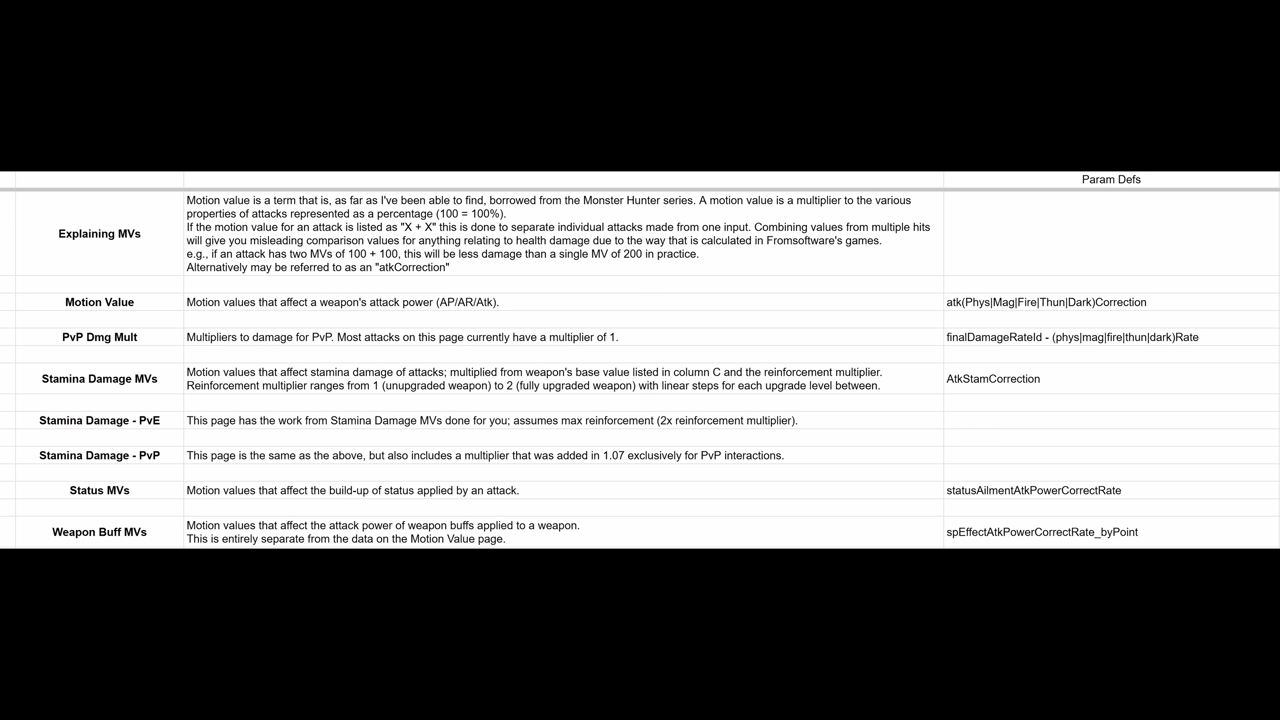 Param Defs
Explaining MVs
Motion value is a term that is, as far as I've been able to find, borrowed from the Monster Hunter series. A motion value is a multiplier to the various
properties of attacks represented as a percentage (100 = 100%).
If the motion value for an attack is listed as "X + X" this is done to separate individual attacks made from one input. Combining values from multiple hits
will give you misleading comparison values for anything relating to health damage due to the way that is calculated in Fromsoftware's games.
e.g., if an attack has two MVs of 100 + 100, this will be less damage than a single MV of 200 in practice.
Alternatively may be referred to as an "atkCorrection"
Motion Value
Motion values that affect a weapon's attack power (AP/AR/Atk).
atk(Phys|Mag|Fire|Thun|Dark)Correction
PvP Dmg Mult
Multipliers to damage for PvP. Most attacks on this page currently have a multiplier of 1.
finalDamageRateId - (phys|mag|fire|thun|dark)Rate
Stamina Damage MVs
Motion values that affect stamina damage of attacks; multiplied from weapon's base value listed in column C and the reinforcement multiplier.
Reinforcement multiplier ranges from 1 (unupgraded weapon) to 2 (fully upgraded weapon) with linear steps for each upgrade level between.
AtkStamCorrection
Stamina Damage - PvE
This page has the work from Stamina Damage MVs done for you; assumes max reinforcement (2x reinforcement multiplier).
Stamina Damage - PvP
This page is the same as the above, but also includes a multiplier that was added in 1.07 exclusively for PvP interactions.
Status MVs
Motion values that affect the build-up of status applied by an attack.
statusAilmentAtkPowerCorrectRate
Weapon Buff MVs
Motion values that affect the attack power of weapon buffs applied to a weapon.
This is entirely separate from the data on the Motion Value page.
spEffectAtkPowerCorrectRate_byPoint